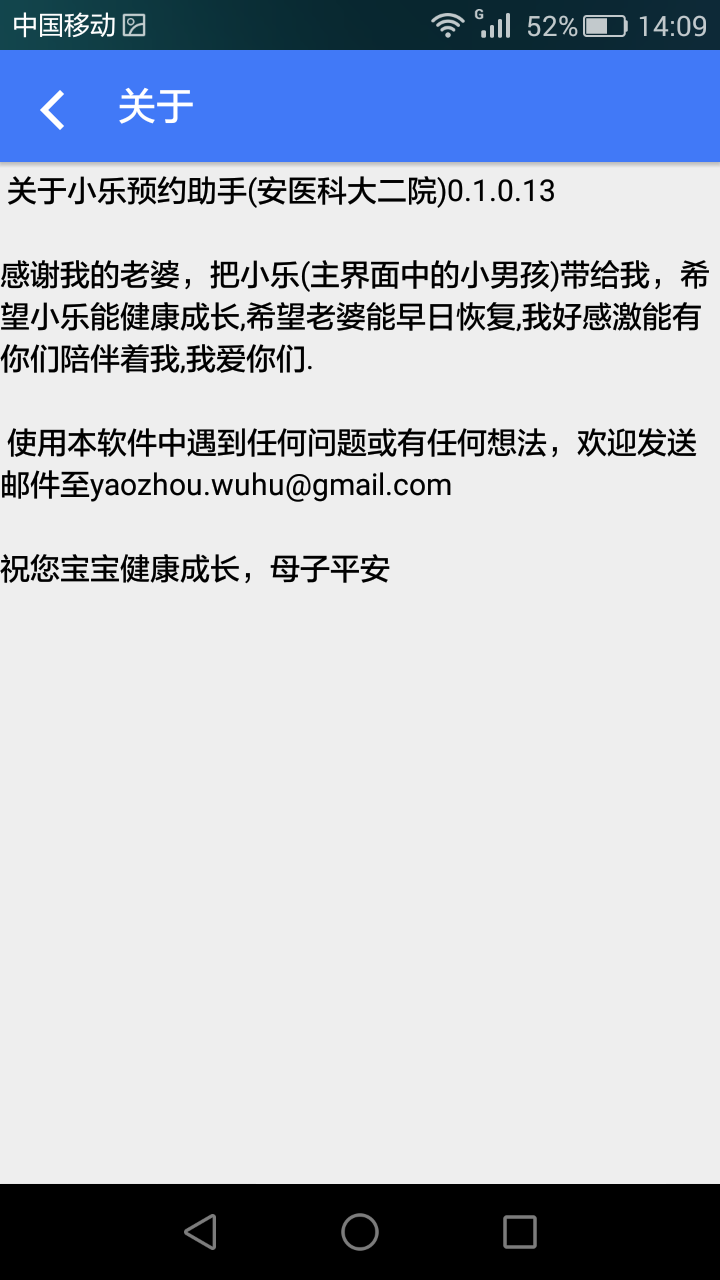 中国移动
G
52%
14:09
关于
关于小乐预约助手(安医科大二院)0.1.0.13
感谢我的老婆，把小乐(主界面中的小男孩)带给我，希
望小乐能健康成长,希望老婆能早日恢复,我好感激能有
你们陪伴着我,我爱你们.
使用本软件中遇到任何问题或有任何想法，欢迎发送
邮件至yaozhou.wuhu@gmail.com
祝您宝宝健康成长，母子平安